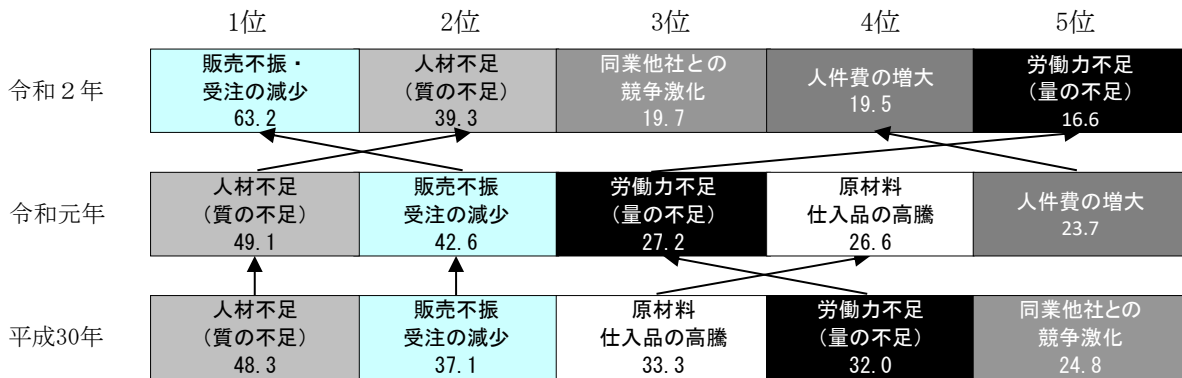 1位 2位 3位 4位 5位
令和２年
販売不振・
受注の減少
63.2
人材不足
(質の不足)
39.3
同業他社との
競争激化
19.7
人件費の増大
19.5
労働力不足
(量の不足)
16.6
令和元年
人材不足
(質の不足)
49.1
販売不振
受注の減少
42.6
労働力不足
(量の不足)
27.2
原材料
仕入品の高騰
26.6
人件費の増大
23.7
平成30年
人材不足
(質の不足)
48.3
販売不振
受注の減少
37.1
原材料
仕入品の高騰
33.3
労働力不足
(量の不足)
32.0
同業他社との
競争激化
24.8